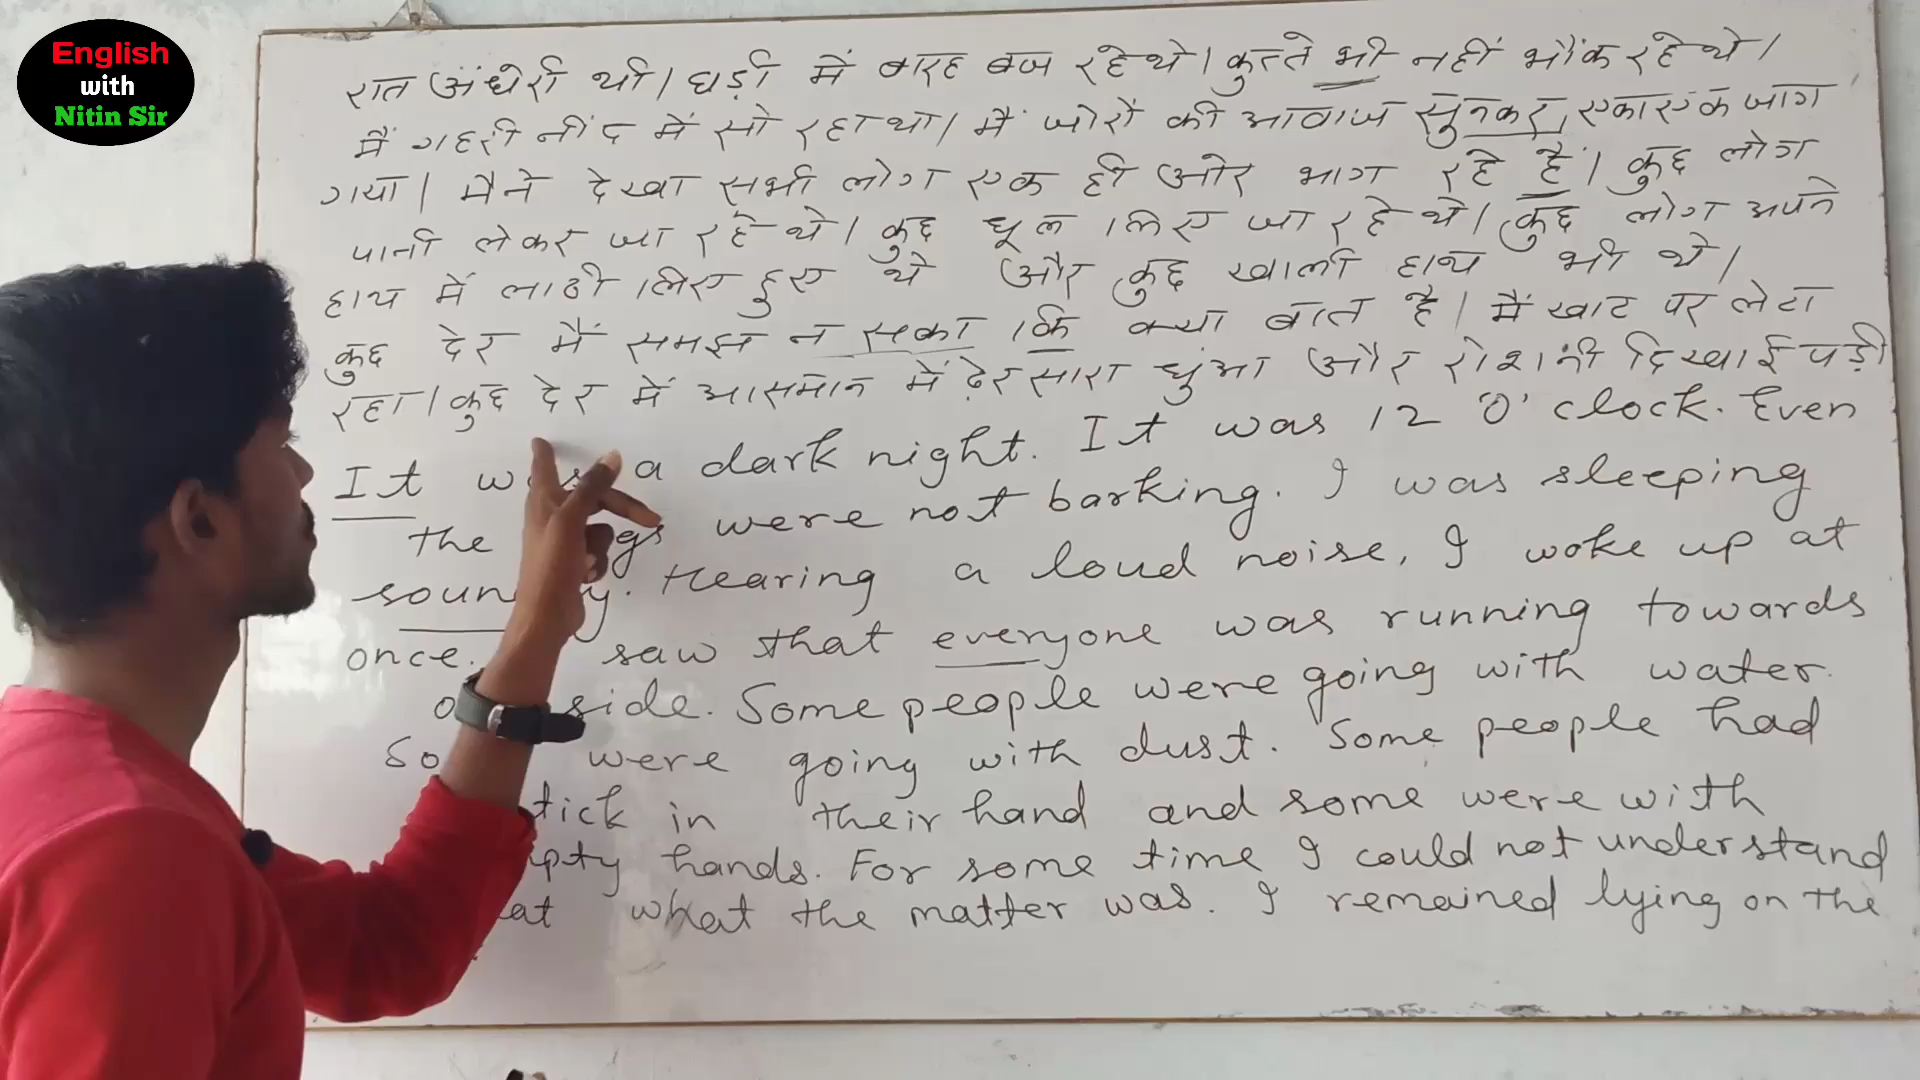 English
with
Nitin Sir
रात अंधेरी थी। घड़ी में बारह बज रहे थे। कुत्ते भी नहीं भौंक रहे थे।
मैं गहरी नींद में सो रहा था। मैं जोरों की आवाज सुनकर एकाएक जाग
गया। मैंने देखा सभी लोग एक ही ओर भाग रहे हैं। कुछ लोग
पानी लेकर जा रहे थे। कुछ धूल लिए जा रहे थे। कुछ लोग अपने
हाथ में लाठी लिए हुए थे और कुछ खाली हाथ भी थे।
कुछ देर मैं समझ न सका कि क्या बात है। मैं खाट पर लेटा
रहा। कुछ देर में आसमान में ढ़ेर सारा धुंआ और रोशनी दिखाई पड़ी
It was a dark night. It was 12 'O' clock. Even
the were not barking. I was sleeping
Hearing a loud noise, I woke up at
once. saw that everyone was running towards
side. Some people were going with water.
were going with dust. Some people had
in their hand and some were with
hands. For some time I could not understand
what the matter was. I remained lying on the